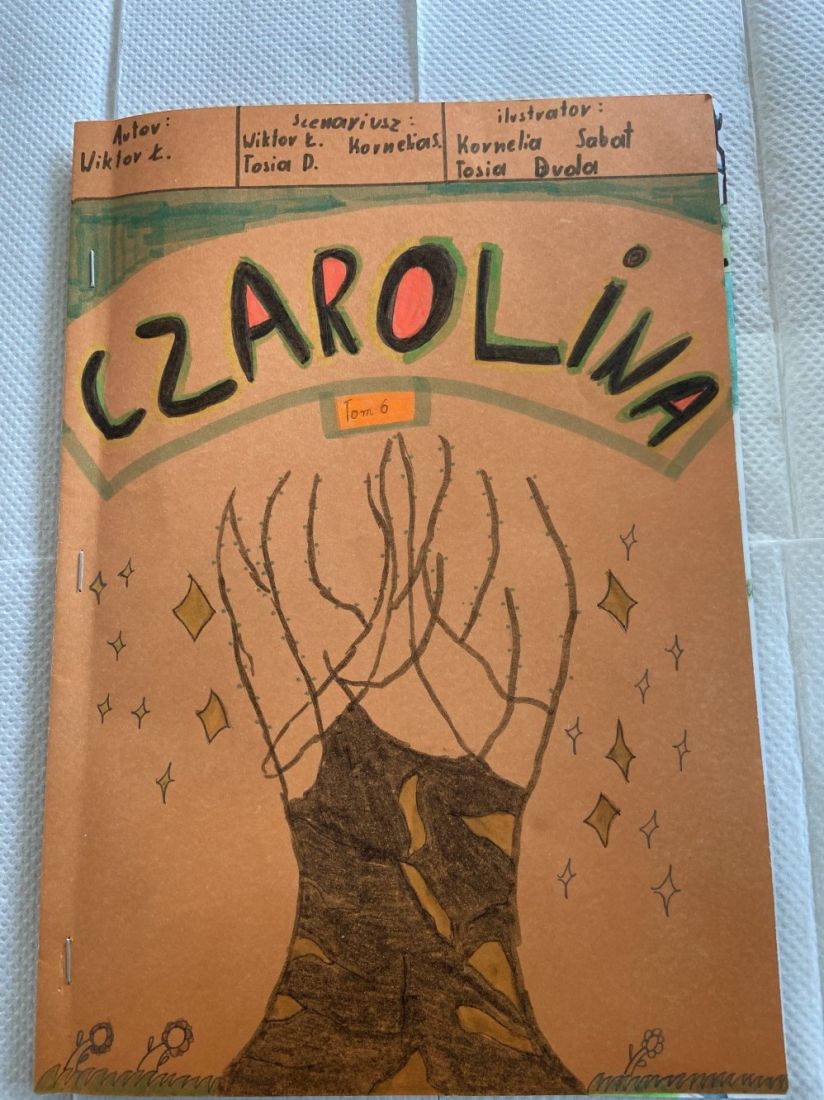 Autor:
Wiktor Ł.
scenariusz:
Wiktor Ł. Kornelia S.
Tosia D.
ilustrator:
Kornelia Sabat
Tosia Duda
CZAROLiNA
Tom 6